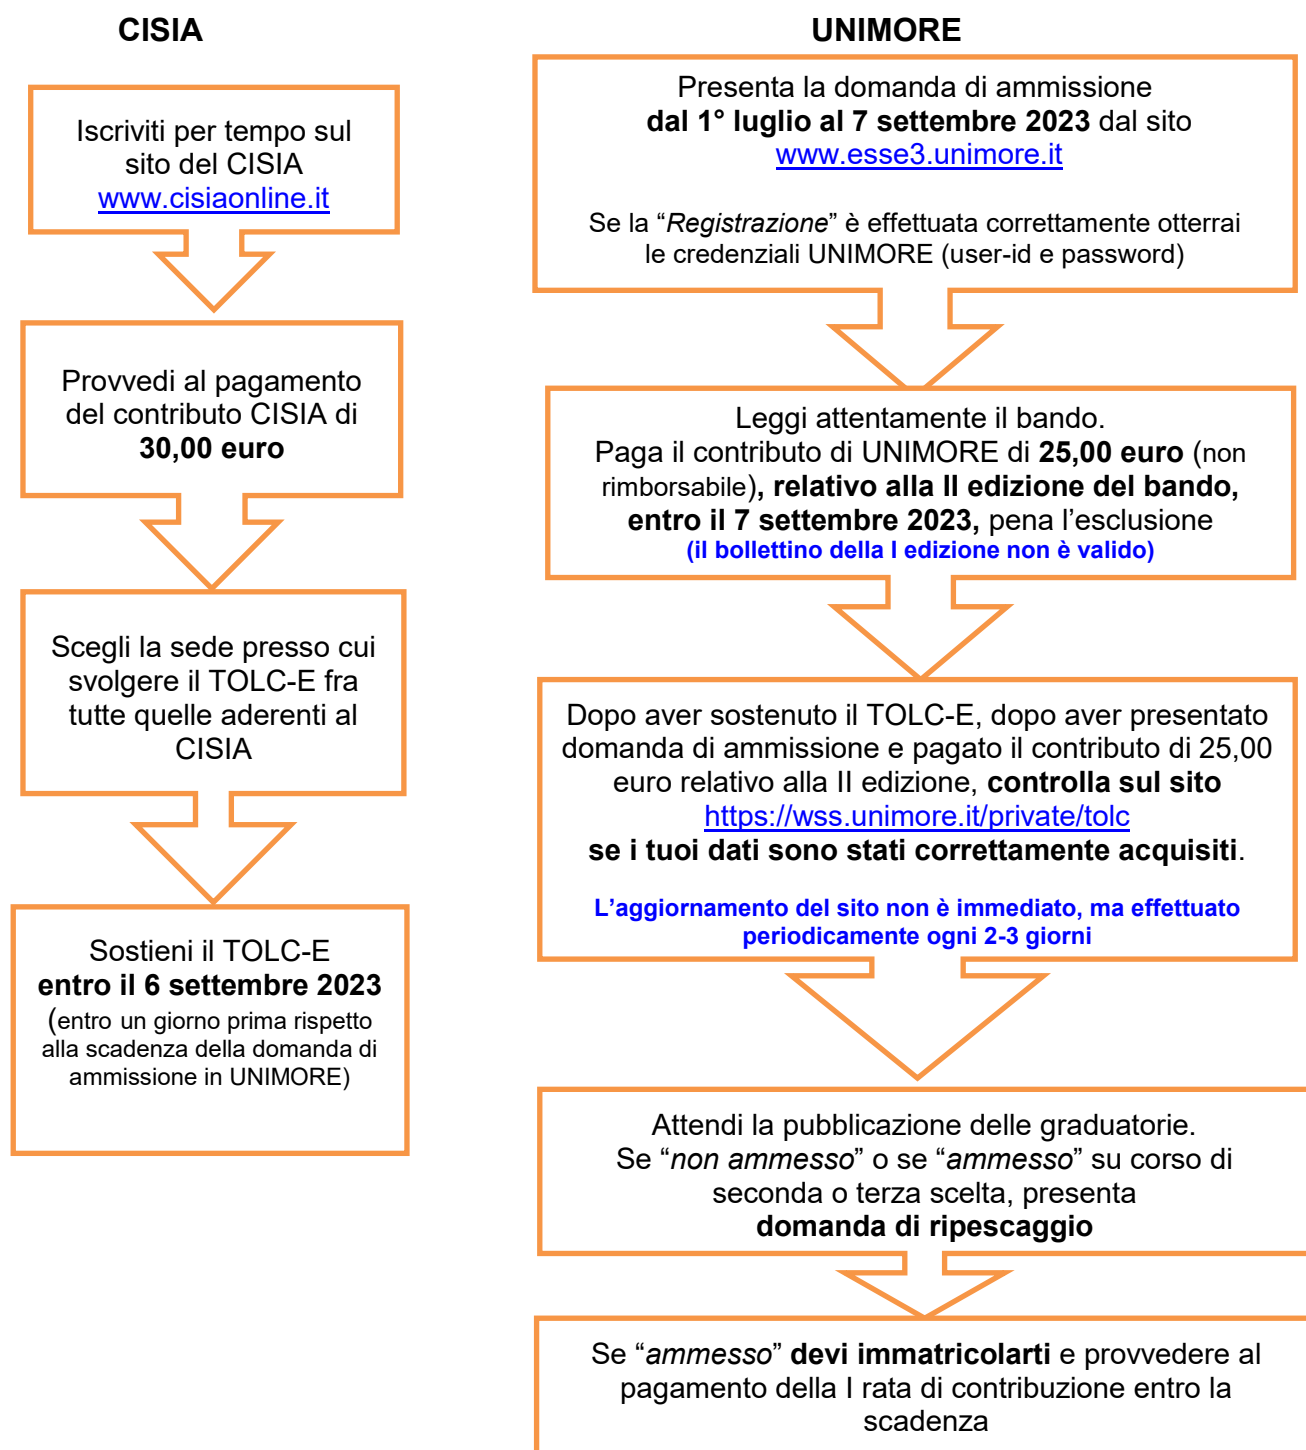 CISIA
Iscriviti per tempo sul
sito del CISIA
www.cisiaonline.it
Provvedi al pagamento
del contributo CISIA di
30,00 euro
Scegli la sede presso cui
svolgere il TOLC-E fra
tutte quelle aderenti al
CISIA
Sostieni il TOLC-E
entro il 6 settembre 2023
(entro un giorno prima rispetto
alla scadenza della domanda di
ammissione in UNIMORE)
UNIMORE
Presenta la domanda di ammissione
dal 1° luglio al 7 settembre 2023 dal sito
www.esse3.unimore.it
Se la “Registrazione” è effettuata correttamente otterrai
le credenziali UNIMORE (user-id e password)
Leggi attentamente il bando.
Paga il contributo di UNIMORE di 25,00 euro (non
rimborsabile), relativo alla II edizione del bando,
entro il 7 settembre 2023, pena l’esclusione
(il bollettino della I edizione non è valido)
Dopo aver sostenuto il TOLC-E, dopo aver presentato
domanda di ammissione e pagato il contributo di 25,00
euro relativo alla II edizione, controlla sul sito
https://wss.unimore.it/private/tolc
se i tuoi dati sono stati correttamente acquisiti.
L’aggiornamento del sito non è immediato, ma effettuato
periodicamente ogni 2-3 giorni
Attendi la pubblicazione delle graduatorie.
Se “non ammesso” o se “ammesso” su corso di
seconda o terza scelta, presenta
domanda di ripescaggio
Se “ammesso” devi immatricolarti e provvedere al
pagamento della I rata di contribuzione entro la
scadenza